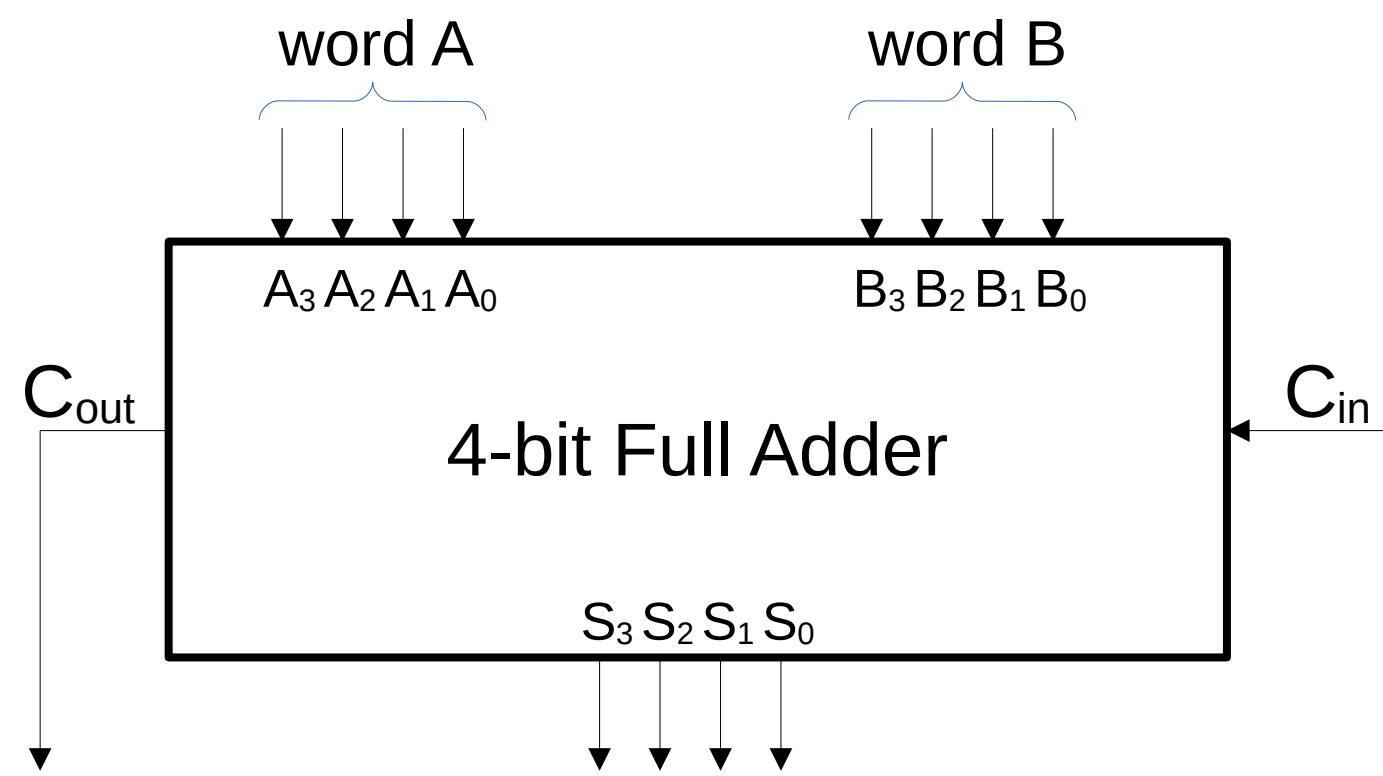 word A word B
A3 A2 A1 A0 B3 B2 B1 B0
Cout Cin
4-bit Full Adder
S3 S2 S1 S0